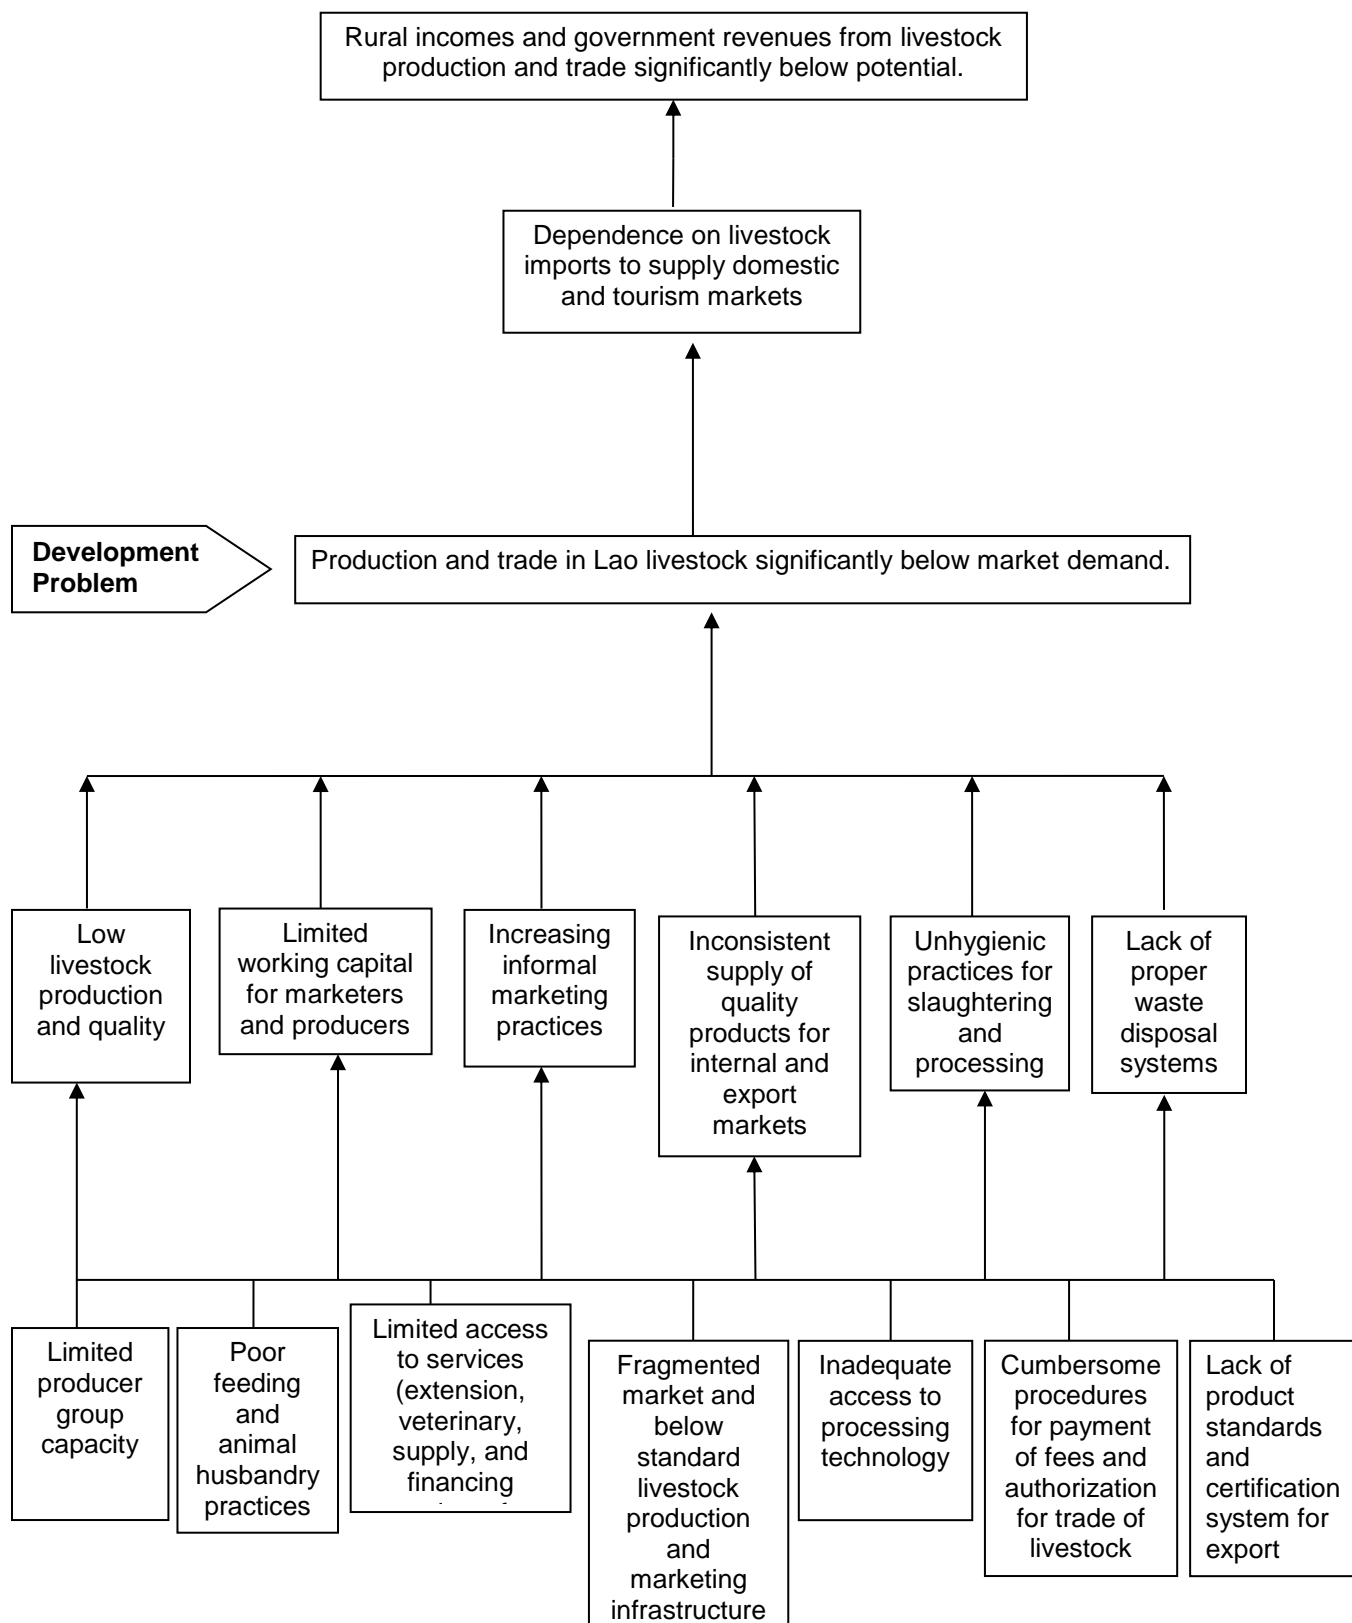 Rural incomes and government revenues from livestock
production and trade significantly below potential.
Dependence on livestock
imports to supply domestic
and tourism markets
Development
Problem
Production and trade in Lao livestock significantly below market demand.
Low
livestock
production
and quality
Limited
working capital
for marketers
and producers
Increasing
informal
marketing
practices
Inconsistent
supply of
quality
products for
internal and
export
markets
Unhygienic
practices for
slaughtering
and
processing
Lack of
proper
waste
disposal
systems
Limited
producer
group
capacity
Poor
feeding
and
animal
husbandry
practices
Limited access
to services
(extension,
veterinary,
supply, and
financing
Fragmented
market and
below
standard
livestock
production
and
marketing
infrastructure
Inadequate
access to
processing
technology
Cumbersome
procedures
for payment
of fees and
authorization
for trade of
livestock
Lack of
product
standards
and
certification
system for
export